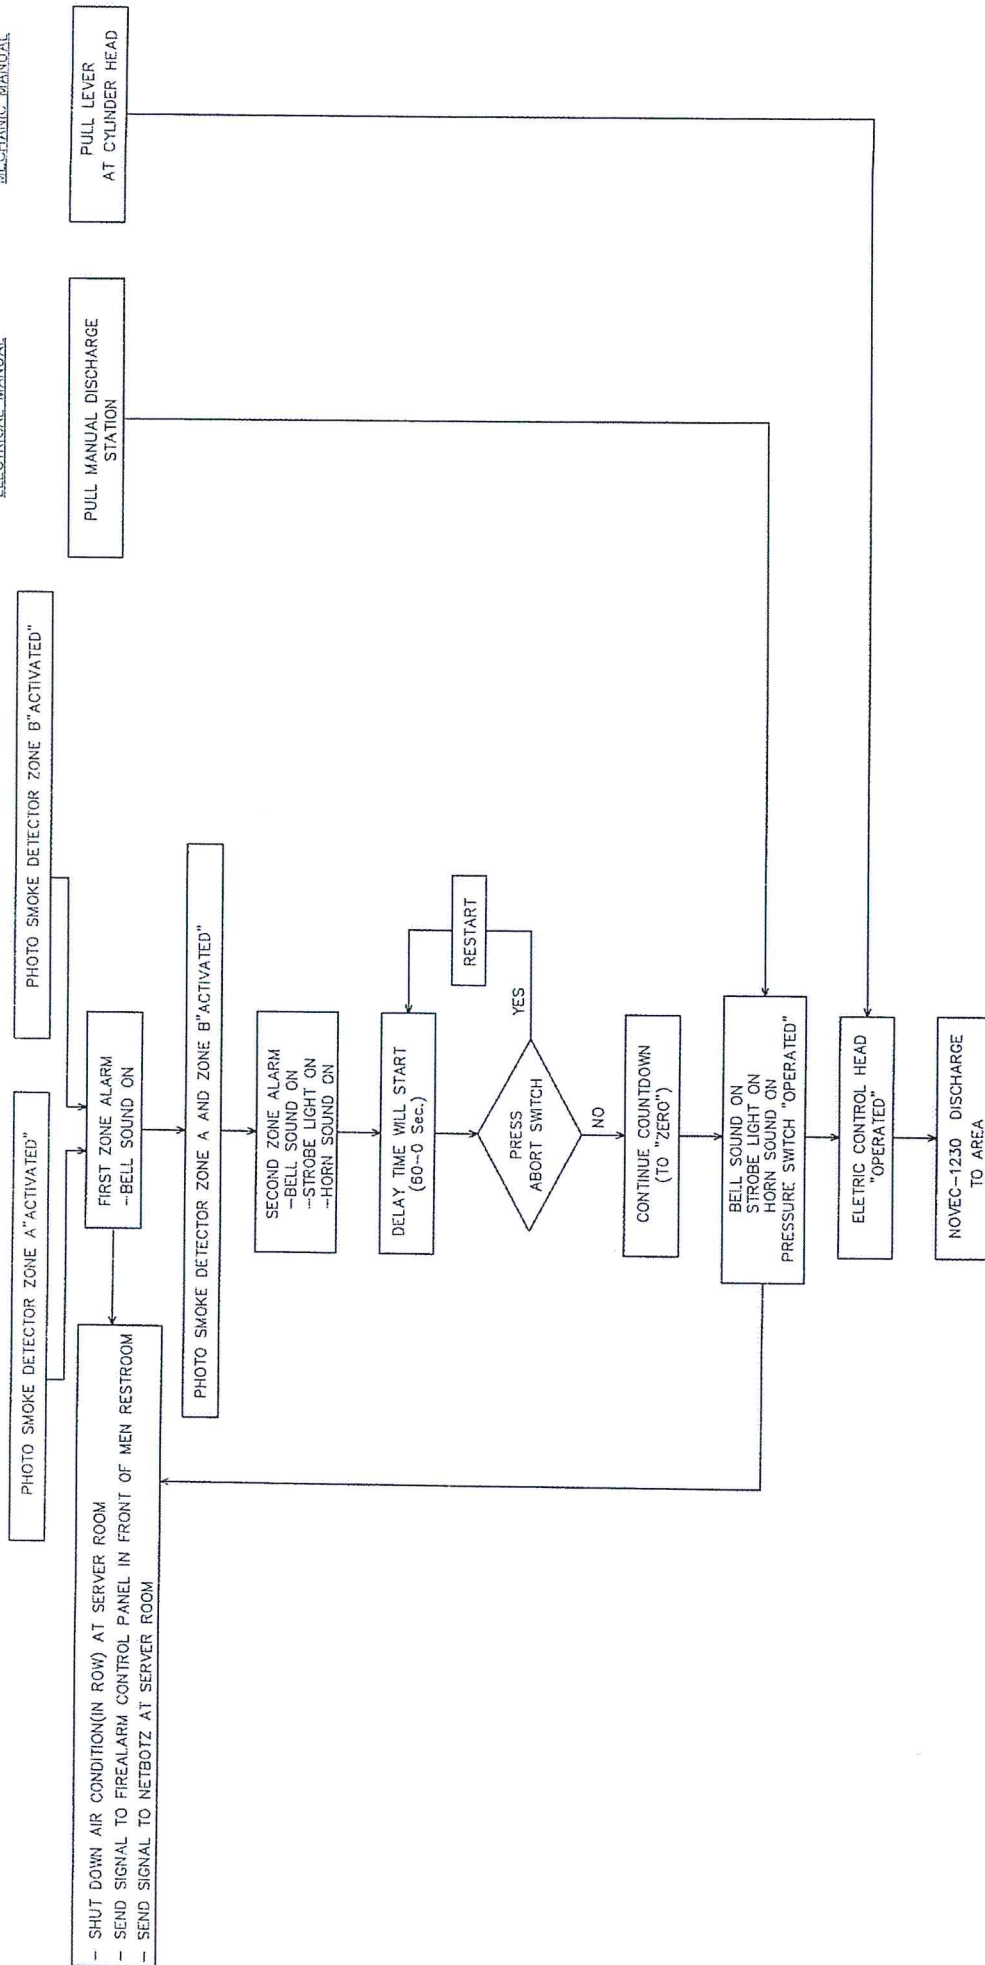 MECHANIC MANUAL
ELECTRICAL MANUAL
PHOTO SMOKE DETECTOR ZONE A"ACTIVATED"
PHOTO SMOKE DETECTOR ZONE B"ACTIVATED"
PULL MANUAL DISCHARGE
STATION
PULL LEVER
AT CYLINDER HEAD
- SHUT DOWN AIR CONDITION(IN ROW) AT SERVER ROOM
- SEND SIGNAL TO FIREALARM CONTROL PANEL IN FRONT OF MEN RESTROOM
- SEND SIGNAL TO NETBOTZ AT SERVER ROOM
FIRST ZONE ALARM
-BELL SOUND ON
PHOTO SMOKE DETECTOR ZONE A AND ZONE B"ACTIVATED"
SECOND ZONE ALARM
-BELL SOUND ON
-STROBE LIGHT ON
-HORN SOUND ON
DELAY TIME WILL START
(60--0 Sec.)
RESTART
PRESS
ABORT SWITCH
YES
NO
CONTINUE COUNTDOWN
(TO "ZERO")
BELL SOUND ON
STROBE LIGHT ON
HORN SOUND ON
PRESSURE SWITCH "OPERATED"
ELETRIC CONTROL HEAD
"OPERATED"
NOVEC-1230 DISCHARGE
TO AREA